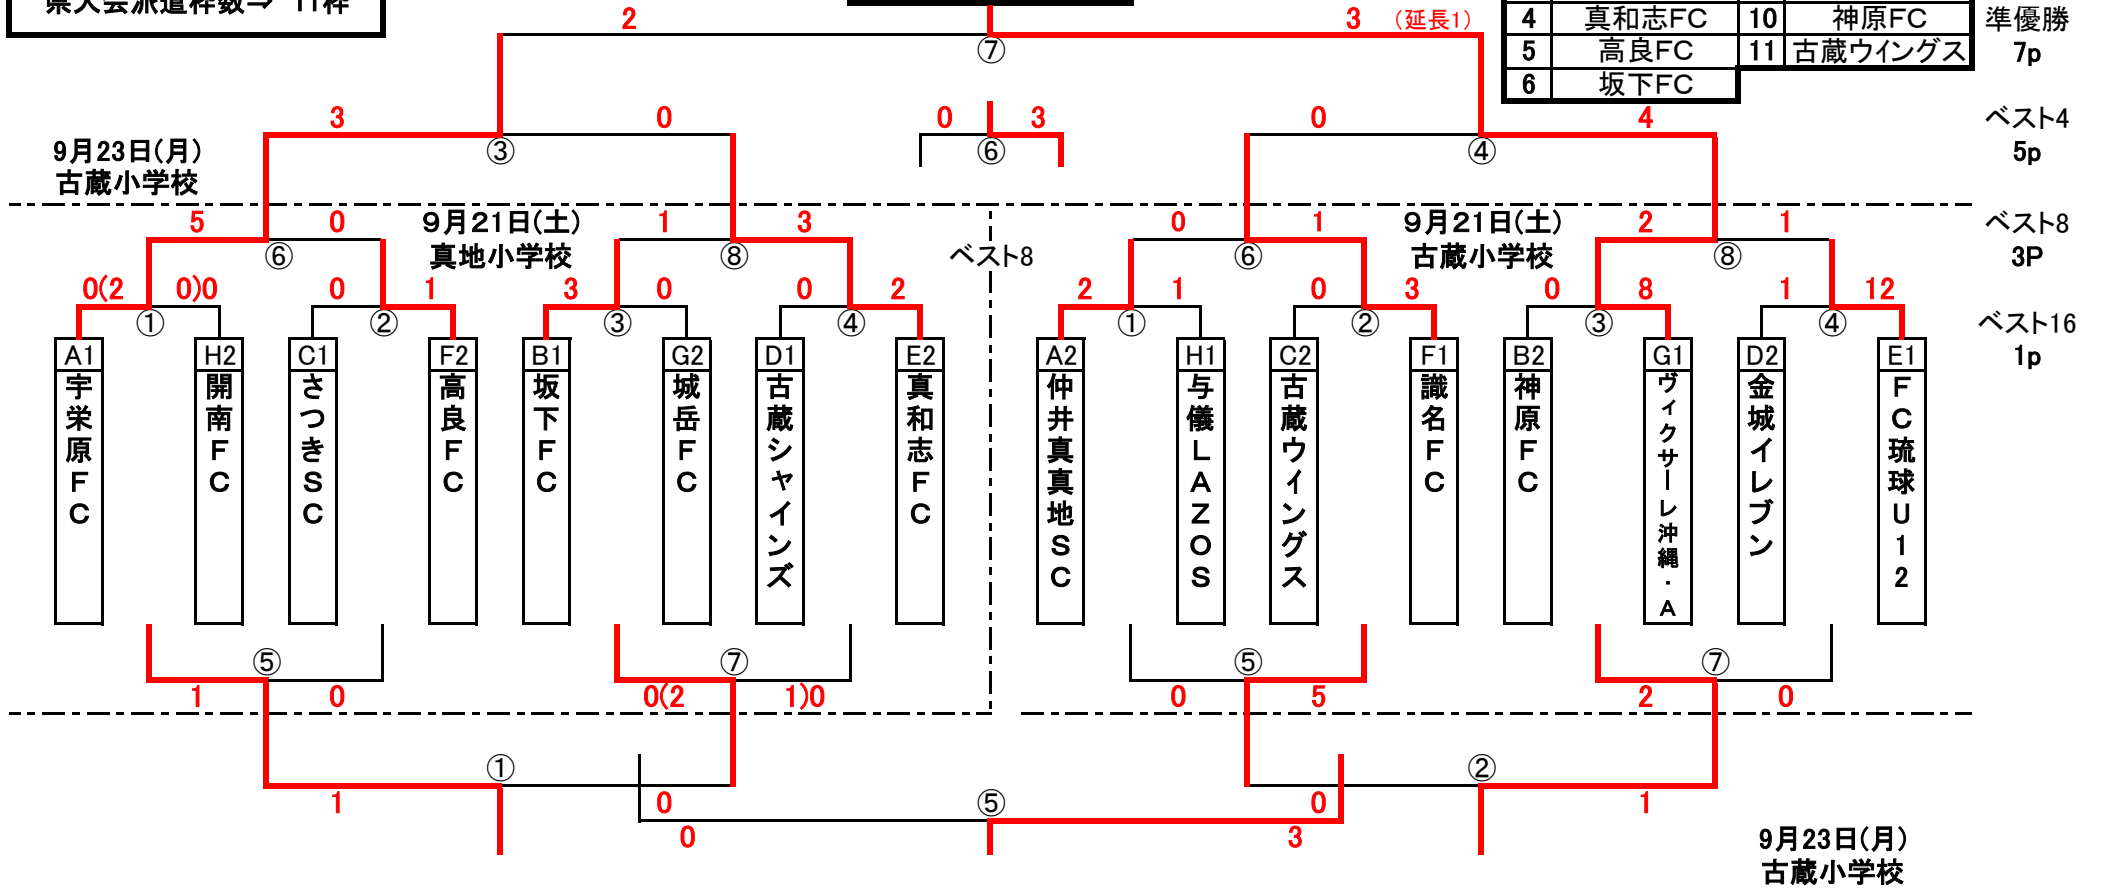 県大会派遣枠数⇒ 11枠
2 3 (延長1)
⑦
4 真和志FC 10 神原FC 準優勝
5 高良FC 11 古蔵ウイングス 7p
6 坂下FC
3 0 0 3 0 4 ベスト4
③ ⑥ ④ 5p
9月23日(月)
古蔵小学校
5 0 9月21日(土) 1 3 0 1 9月21日(土) 2 1 ベスト8
⑥ 真地小学校 ⑧ ベスト8 ⑥ 古蔵小学校 ⑧ 3P
0(2 0)0 0 1 3 0 0 2 2 1 0 3 0 8 1 12
① ② ③ ④ ① ② ③ ④ ベスト16
A1 H2 C1 F2 B1 G2 D1 E2 A2 H1 C2 F1 B2 G1 D2 E1 1p
宇栄原FC
開南FC
さつきSC
高良FC
坂下FC
城岳FC
古蔵シャインズ
真和志FC
仲井真真地SC
与儀LAZOS
古蔵ウイングス
識名FC
神原FC
ヴィクサーレ沖縄・A
金城イレブン
FC琉球U12
⑤ ⑦ ⑤ ⑦
1 0 0(2 1)0 0 5 2 0
① ②
1 0 ⑤ 0 1
0 3
9月23日(月)
古蔵小学校